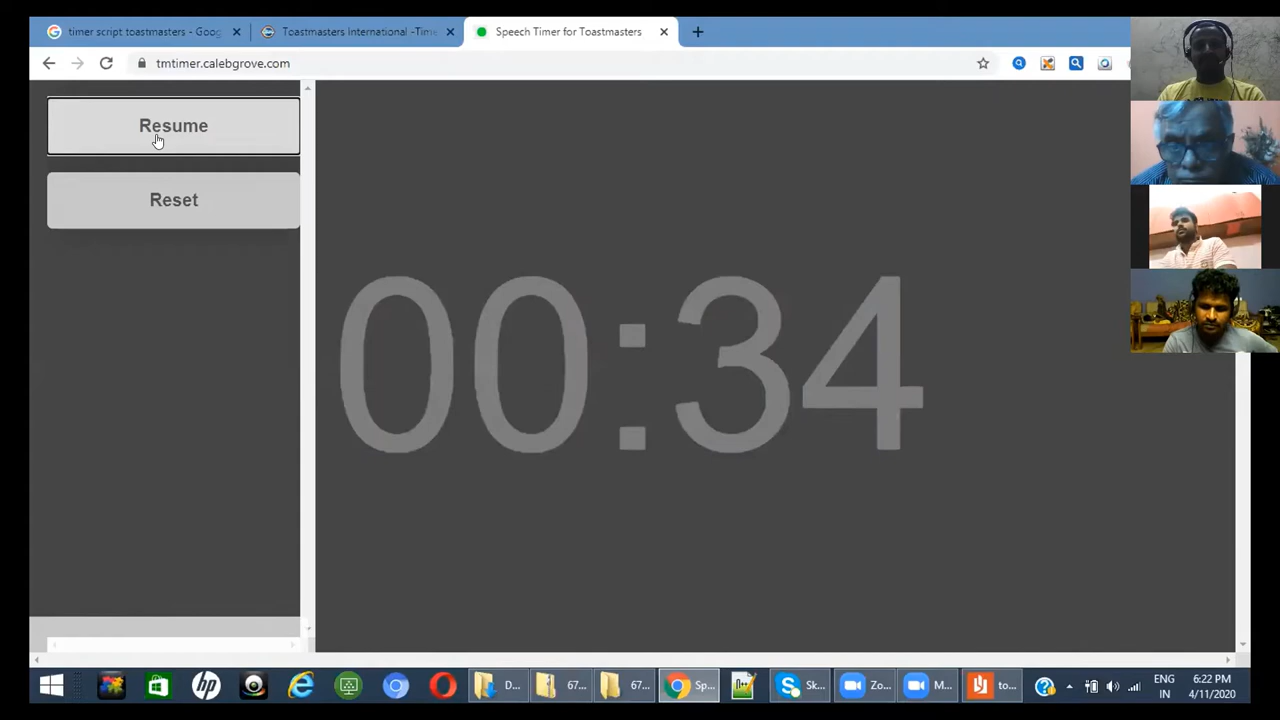 timer script toastmasters - Goog
Toastmasters International -Time
Speech Timer for Toastmasters
tmtimer.calebgrove.com
Resume
Reset
00:34
D...
67...
67...
Sp...
Sk...
Zo...
M...
to...
ENG
IN
6:22 PM
4/11/2020